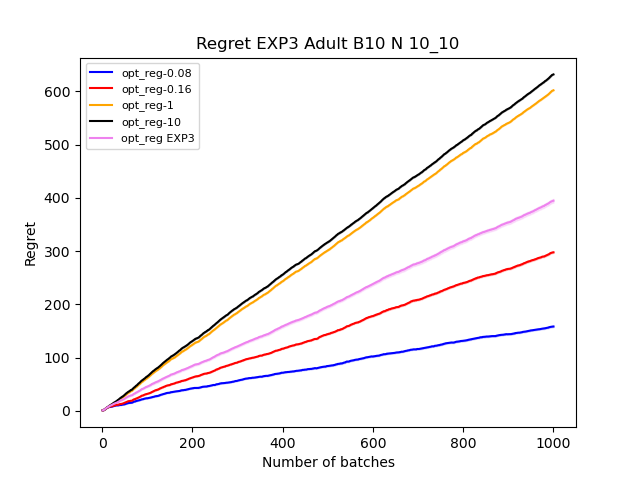 Regret EXP3 Adult B10 N 10_10
opt_reg-0.08
opt_reg-0.16
opt_reg-1
opt_reg-10
opt_reg EXP3
600
500
400
300
200
100
0
Regret
0 200 400 600 800 1000
Number of batches